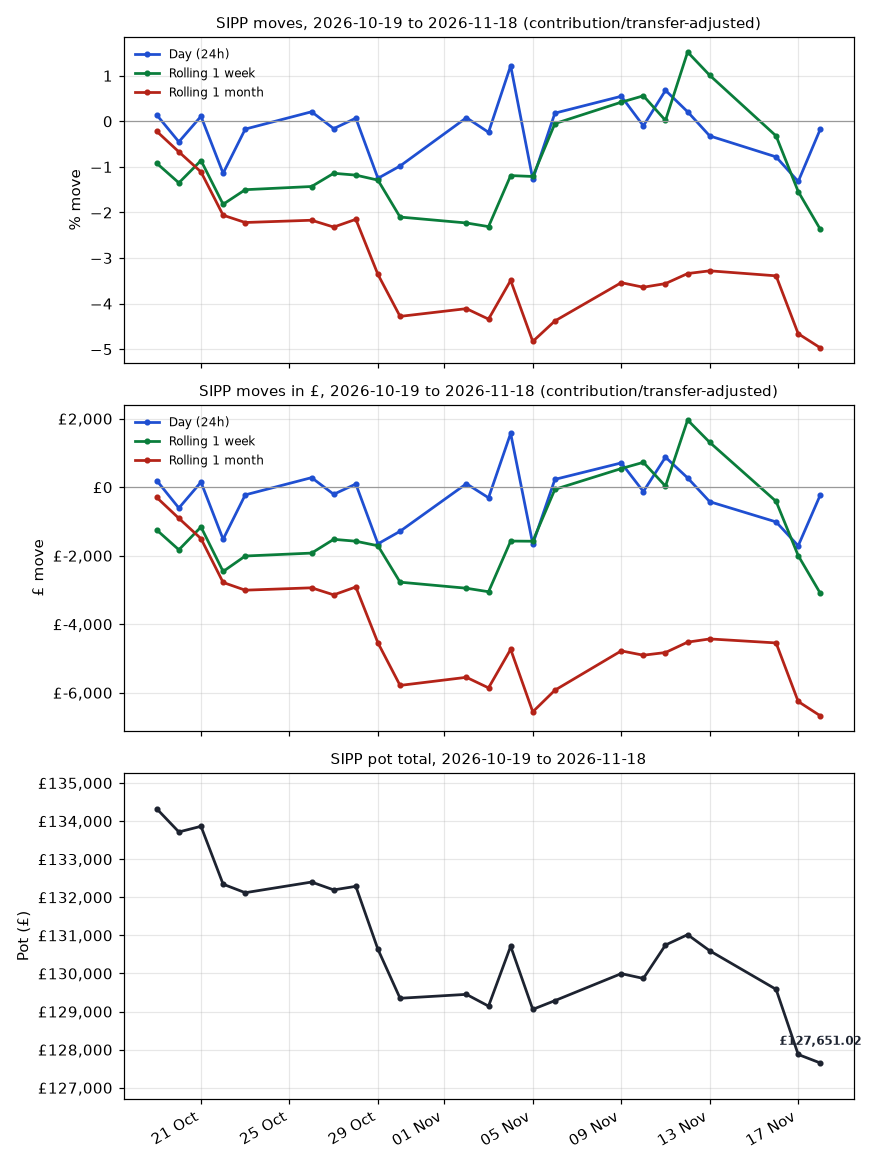 SIPP moves, 2026-10-19 to 2026-11-18 (contribution/transfer-adjusted)
Day (24h)
Rolling 1 week
Rolling 1 month
% move
1
0
−1
−2
−3
−4
−5
SIPP moves in £, 2026-10-19 to 2026-11-18 (contribution/transfer-adjusted)
Day (24h)
Rolling 1 week
Rolling 1 month
£ move
£2,000
£0
£-2,000
£-4,000
£-6,000
SIPP pot total, 2026-10-19 to 2026-11-18
Pot (£)
£135,000
£134,000
£133,000
£132,000
£131,000
£130,000
£129,000
£128,000
£127,000
£127,651.02
21 Oct
25 Oct
29 Oct
01 Nov
05 Nov
09 Nov
13 Nov
17 Nov